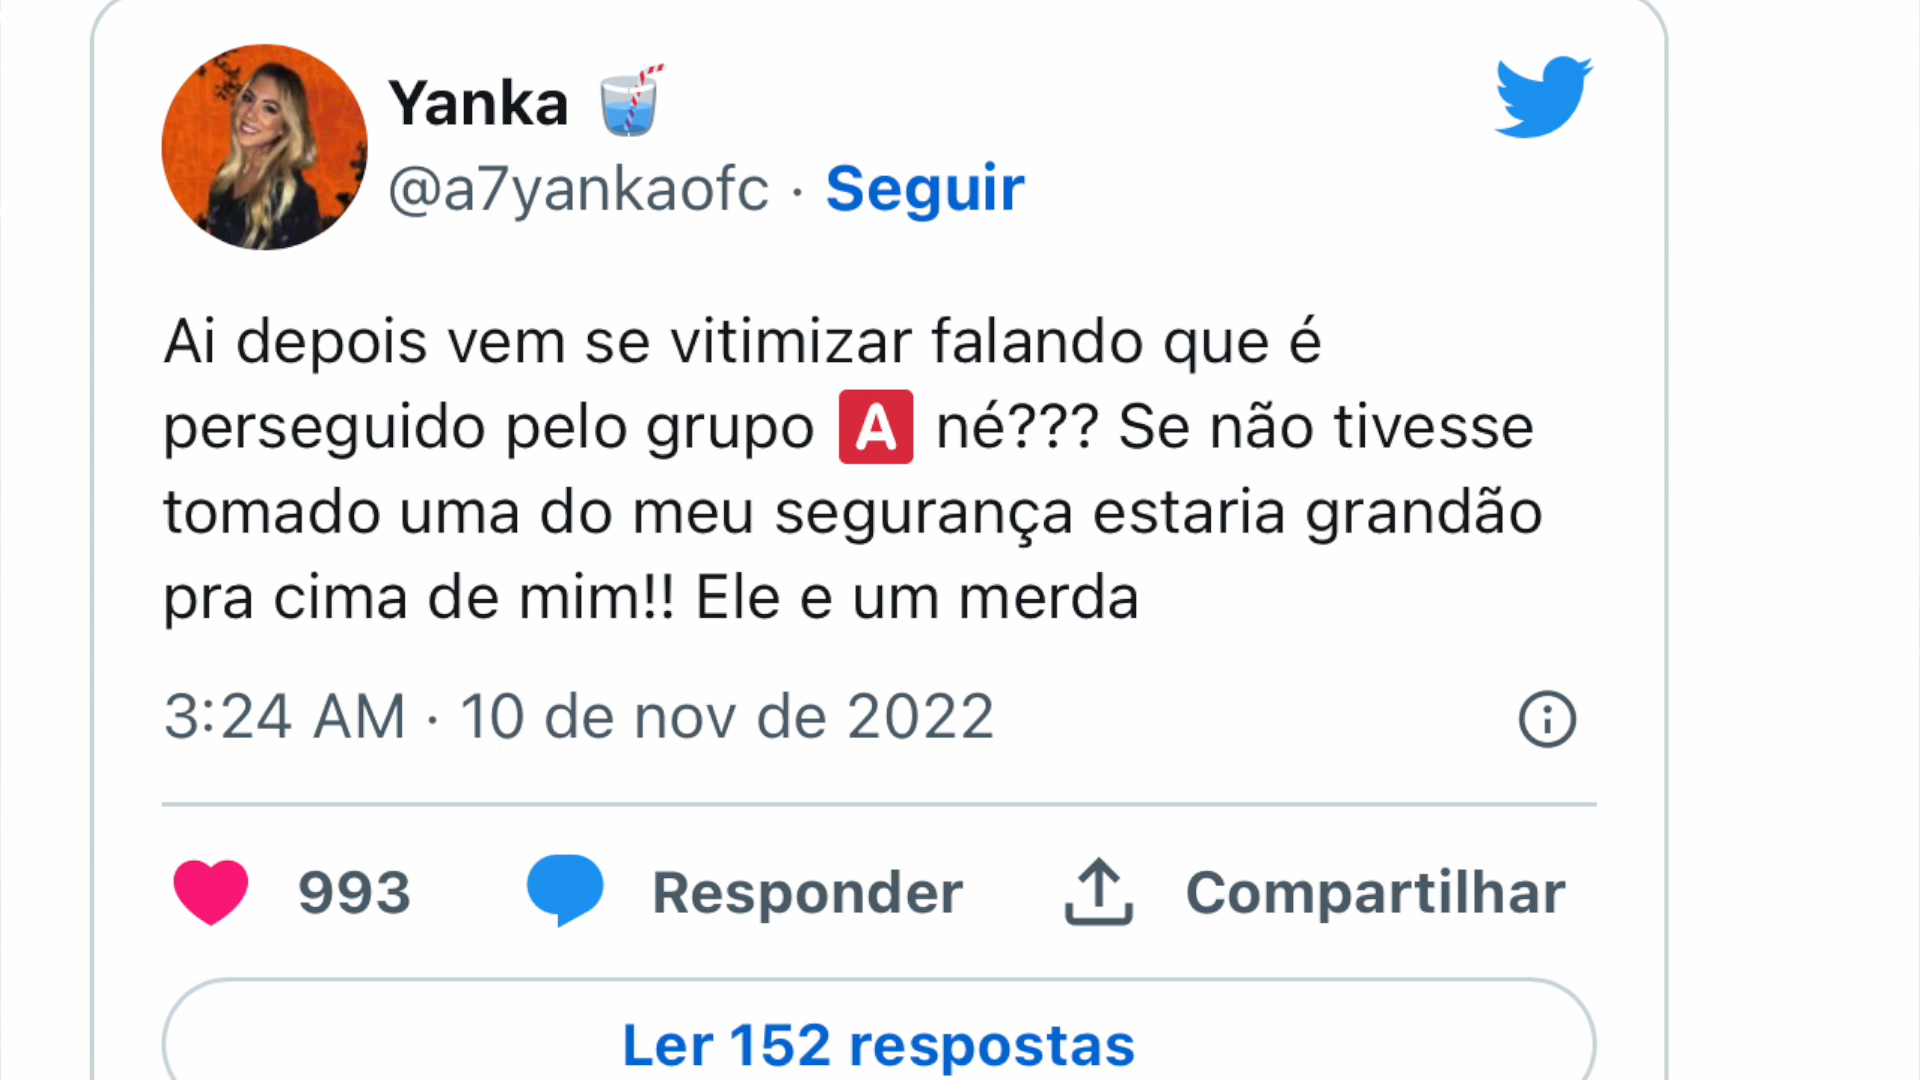 Yanka
@a7yankaofc · Seguir
Ai depois vem se vitimizar falando que é
perseguido pelo grupo 🅰️ né??? Se não tivesse
tomado uma do meu segurança estaria grandão
pra cima de mim!! Ele e um merda
3:24 AM · 10 de nov de 2022
993 Responder Compartilhar
Ler 152 respostas